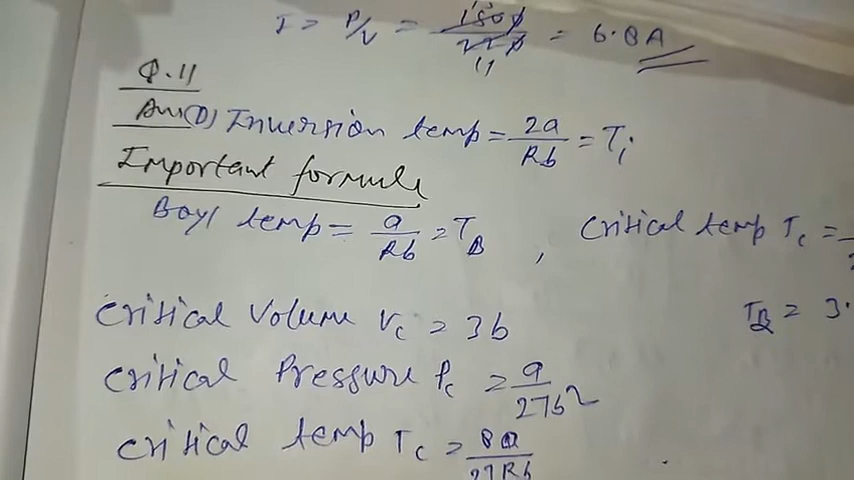 I = P/V = 1500/220 = 6.8A
Q.11
Ans(D) Inversion temp = 2a/Rb = Ti
Important formule
Boyl temp = a/Rb = TB , Critical temp Tc =
TB = 3.
Critical Volume Vc = 3b
Critical Pressure Pc = a/27b2
Critical temp Tc = 8a/27Rb